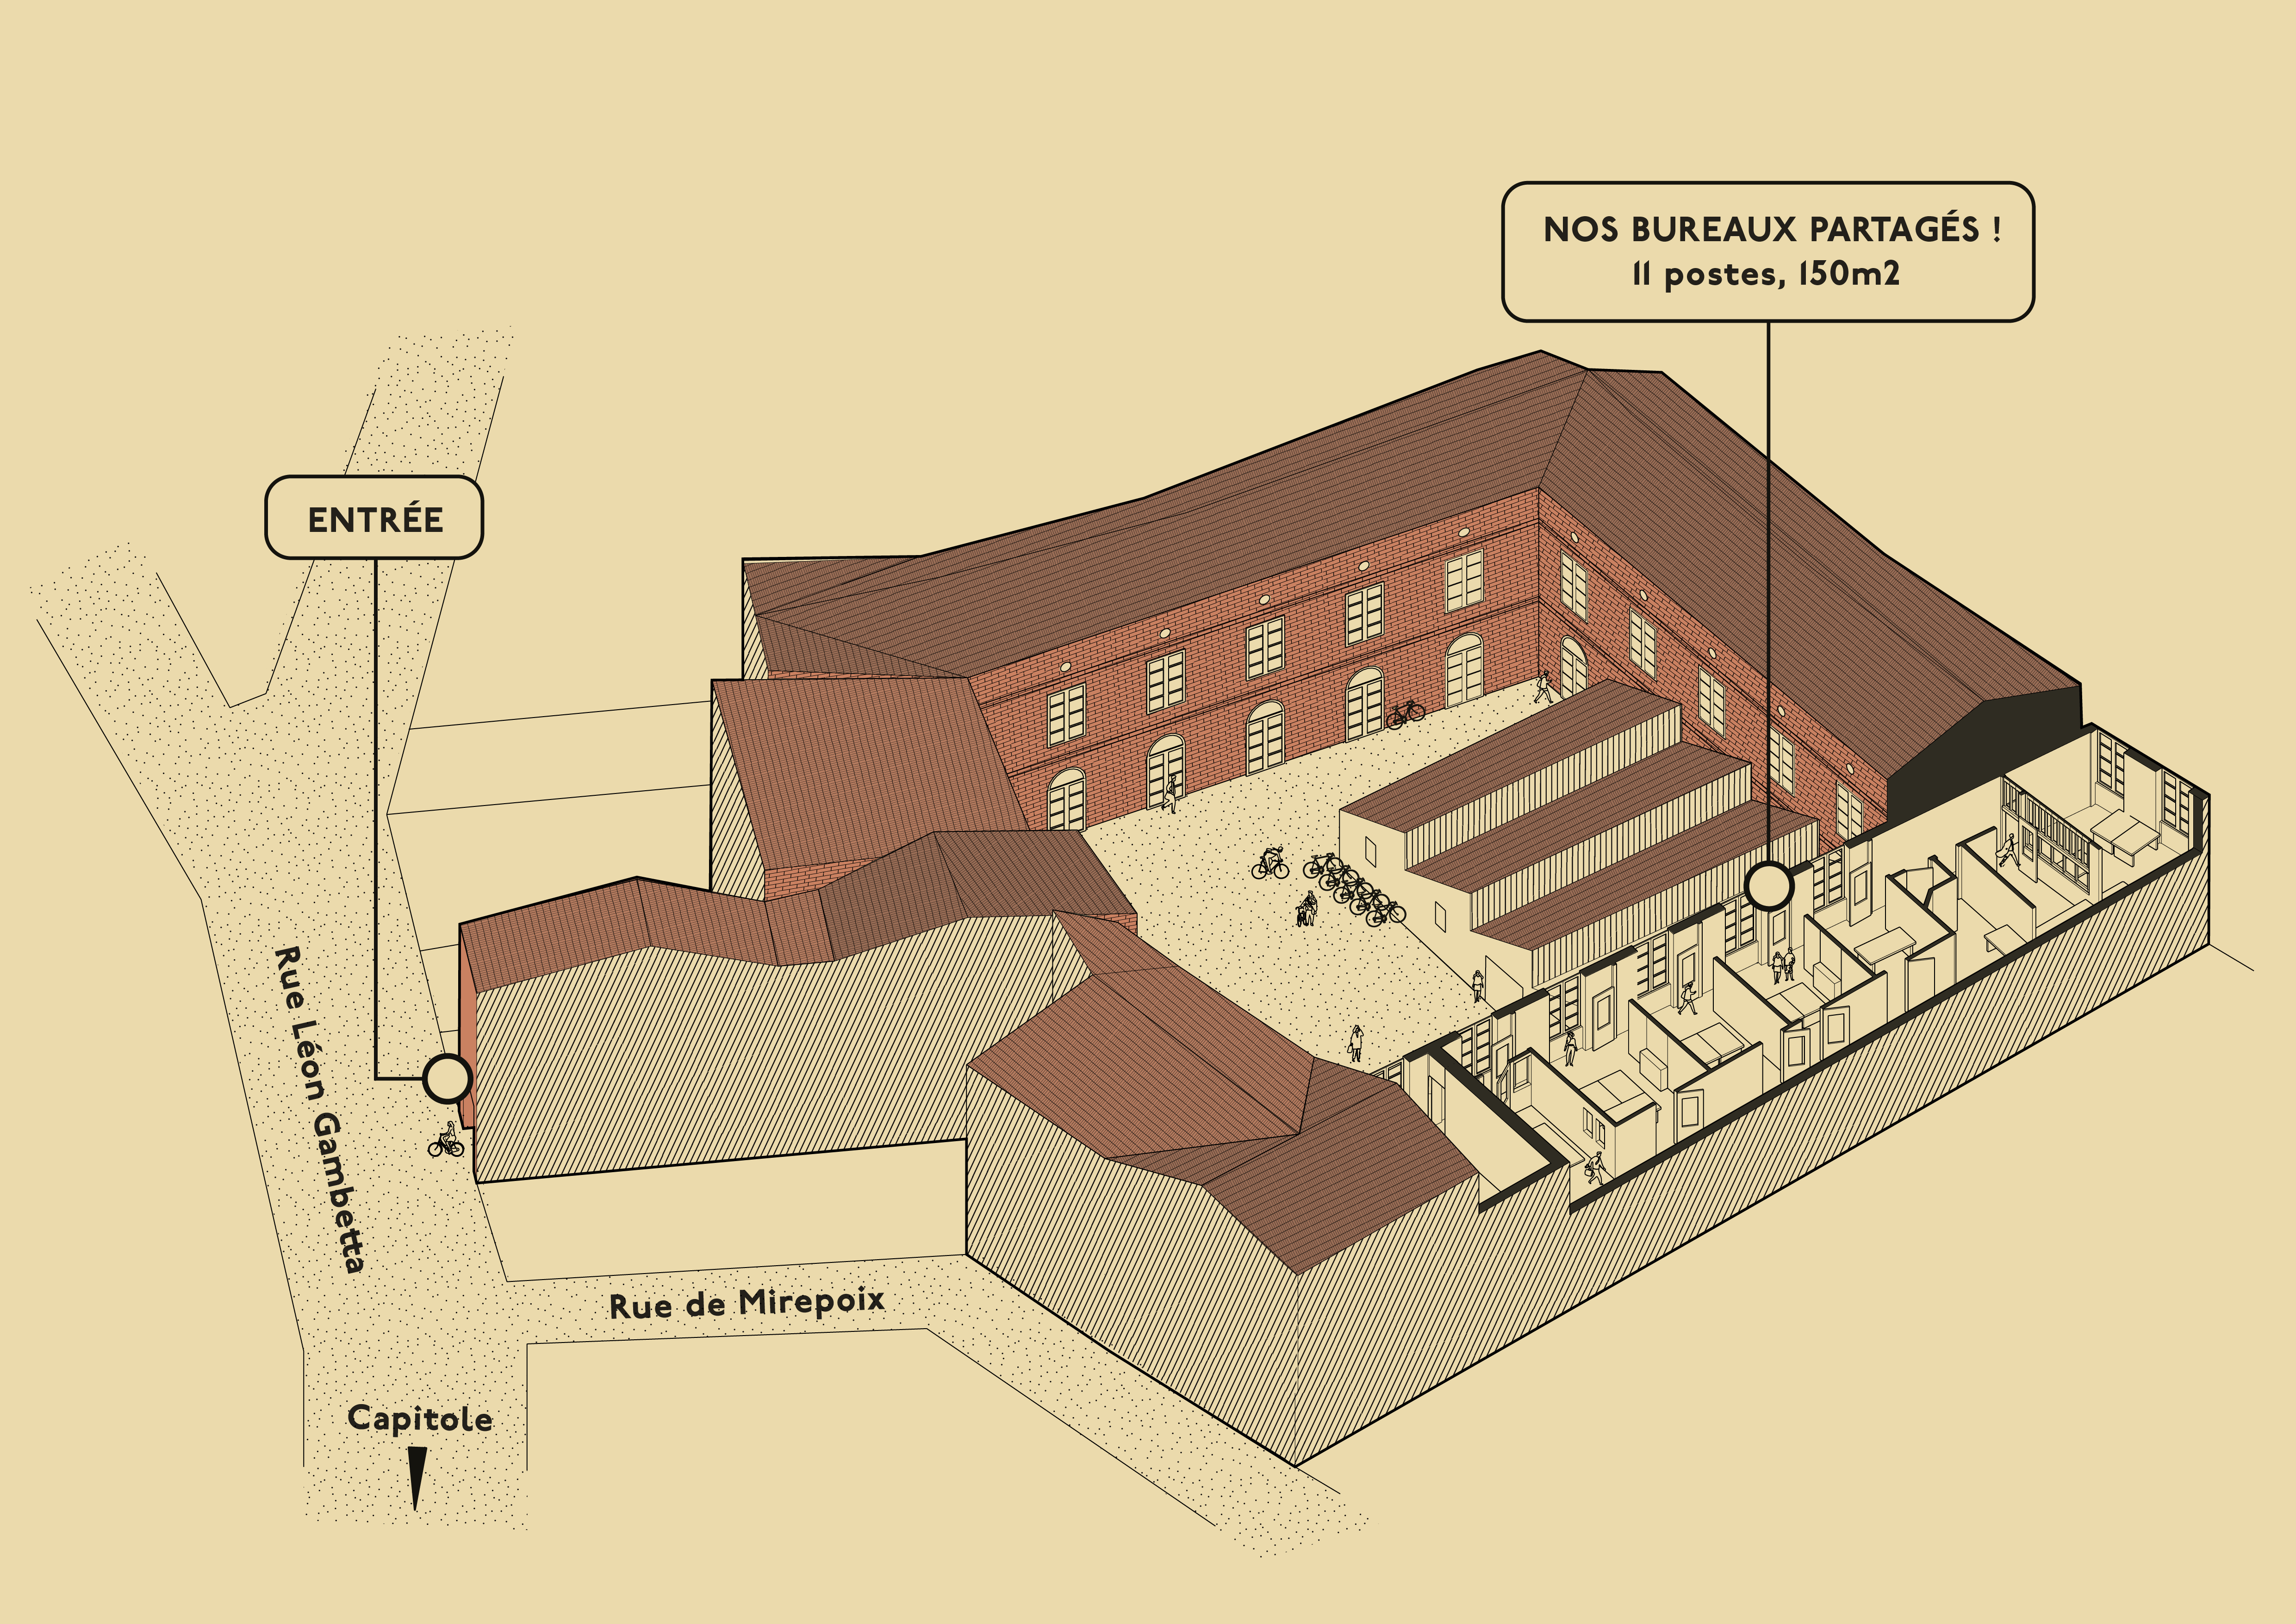 NOS BUREAUX PARTAGÉS !
11 postes, 150m2
ENTRÉE
Rue Léon Gambetta
Rue de Mirepoix
Capitole